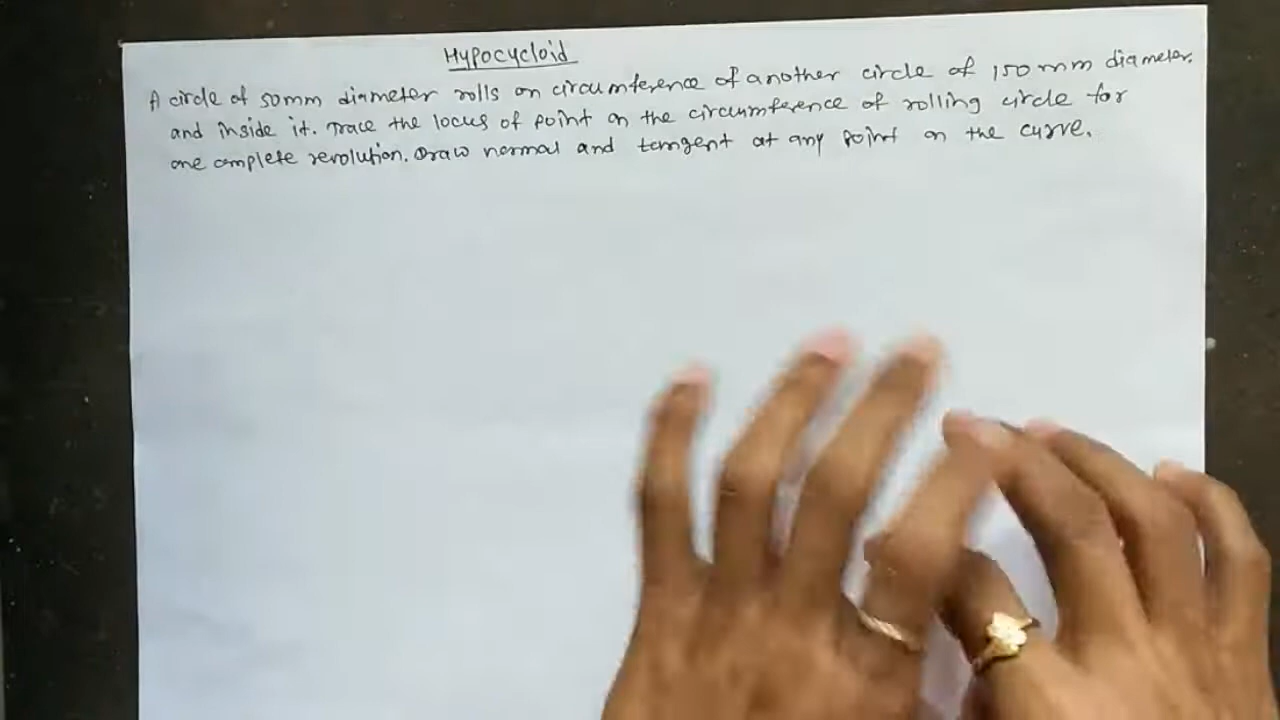 Hypocycloid
A circle of 50mm diameter rolls on circumference of another circle of 150mm diameter.
and inside it. Trace the locus of point on the circumference of rolling circle for
one complete revolution. Draw normal and tangent at any point on the curve.